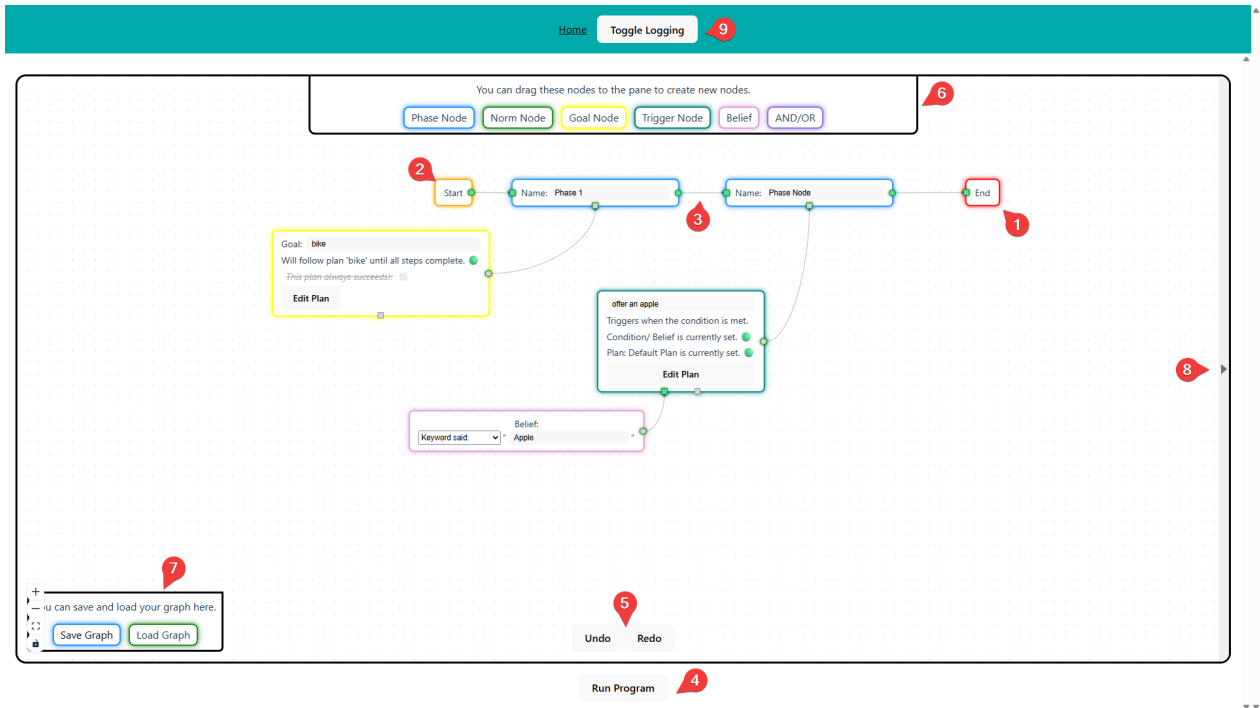 Home
Toggle Logging
9
You can drag these nodes to the pane to create new nodes.
6
Phase Node
Norm Node
Goal Node
Trigger Node
Belief
AND/OR
2
Start
Name: Phase 1
Name: Phase Node
End
3
1
Goal: bike
Will follow plan 'bike' until all steps complete.
This plan always succeeds!:
Edit Plan
offer an apple
Triggers when the condition is met.
Condition/ Belief is currently set.
Plan: Default Plan is currently set.
Edit Plan
8
Belief:
Keyword said: " Apple "
7
ou can save and load your graph here.
Save Graph
Load Graph
5
Undo
Redo
Run Program
4